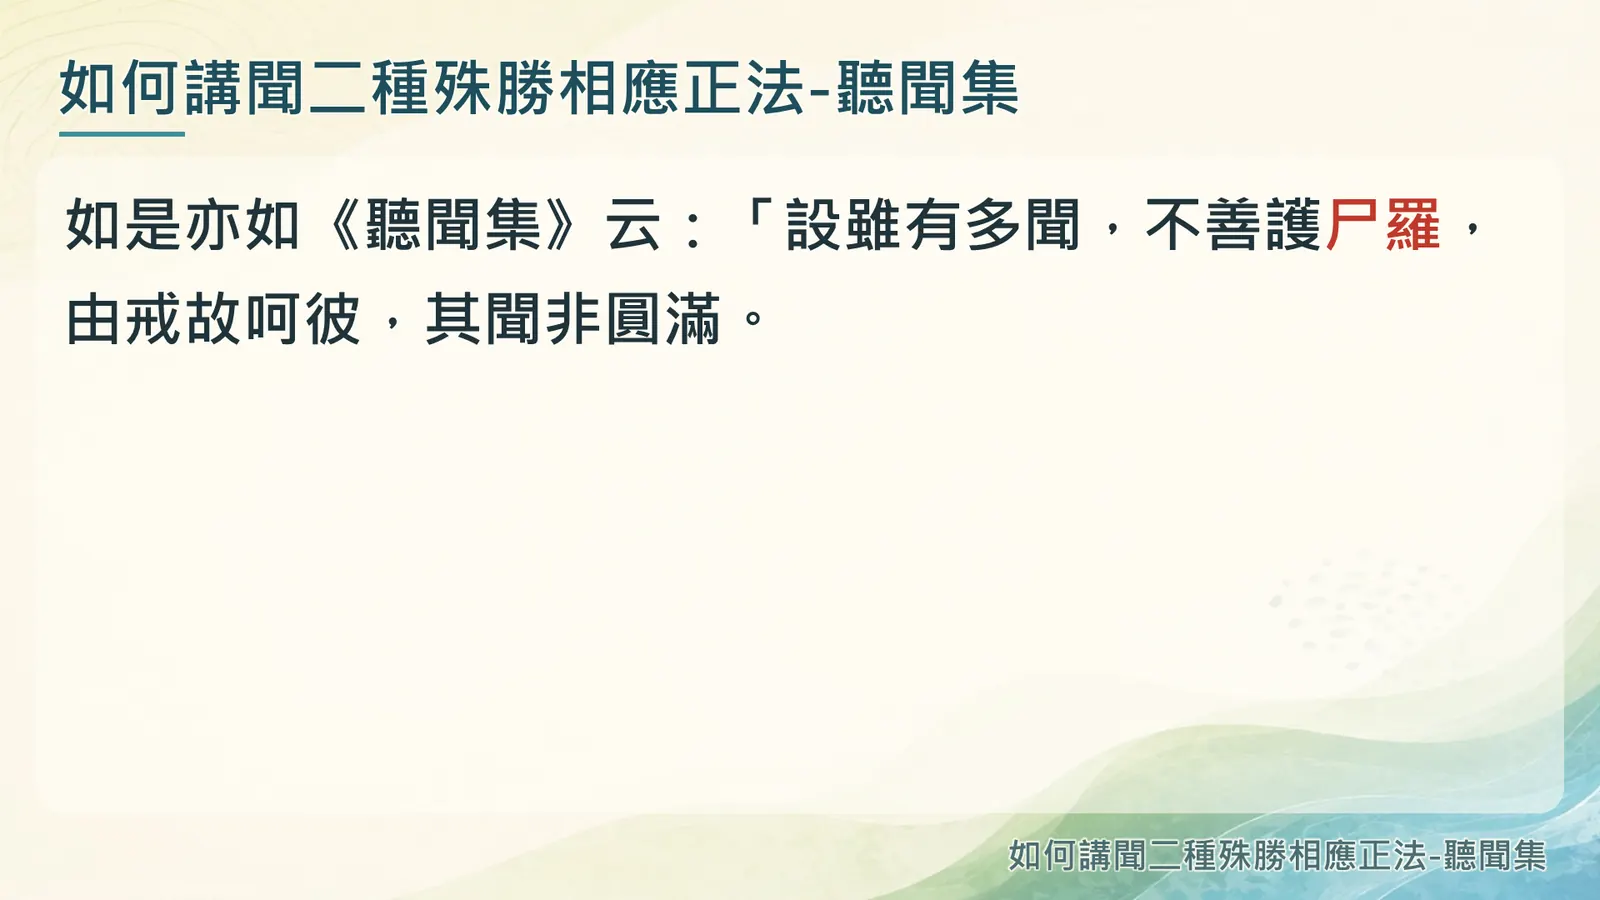 如何講聞二種殊勝相應正法-聽聞集
如是亦如《聽聞集》云：「設雖有多聞，不善護尸羅，
由戒故呵彼，其聞非圓滿。
如何講聞二種殊勝相應正法-聽聞集